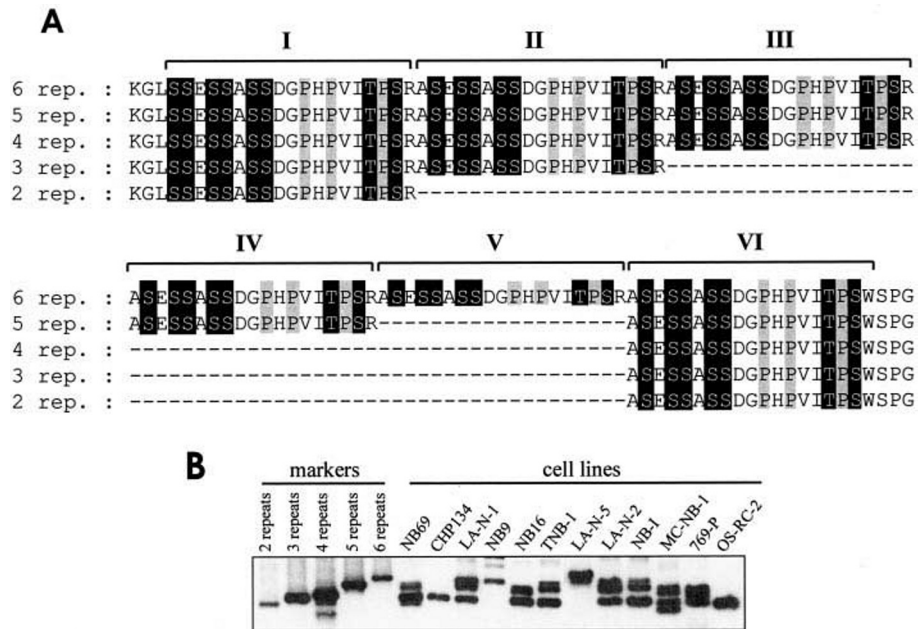 A
I II III
6 rep. : KGLSSESSASSDGPHPVITPSRASESSASSDGPHPVITPSRASESSASSDGPHPVITPSR
5 rep. : KGLSSESSASSDGPHPVITPSRASESSASSDGPHPVITPSRASESSASSDGPHPVITPSR
4 rep. : KGLSSESSASSDGPHPVITPSRASESSASSDGPHPVITPSRASESSASSDGPHPVITPSR
3 rep. : KGLSSESSASSDGPHPVITPSRASESSASSDGPHPVITPSR-------------------
2 rep. : KGLSSESSASSDGPHPVITPSR--------------------------------------
IV V VI
6 rep. : ASESSASSDGPHPVITPSRASESSASSDGPHPVITPSRASESSASSDGPHPVITPSWSPG
5 rep. : ASESSASSDGPHPVITPSR-------------------ASESSASSDGPHPVITPSWSPG
4 rep. : --------------------------------------ASESSASSDGPHPVITPSWSPG
3 rep. : --------------------------------------ASESSASSDGPHPVITPSWSPG
2 rep. : --------------------------------------ASESSASSDGPHPVITPSWSPG
B
markers cell lines
2 repeats
3 repeats
4 repeats
5 repeats
6 repeats
NB69
CHP134
LA-N-1
NB9
NB16
TNB-1
LA-N-5
LA-N-2
NB-1
MC-NB-1
769-P
OS-RC-2